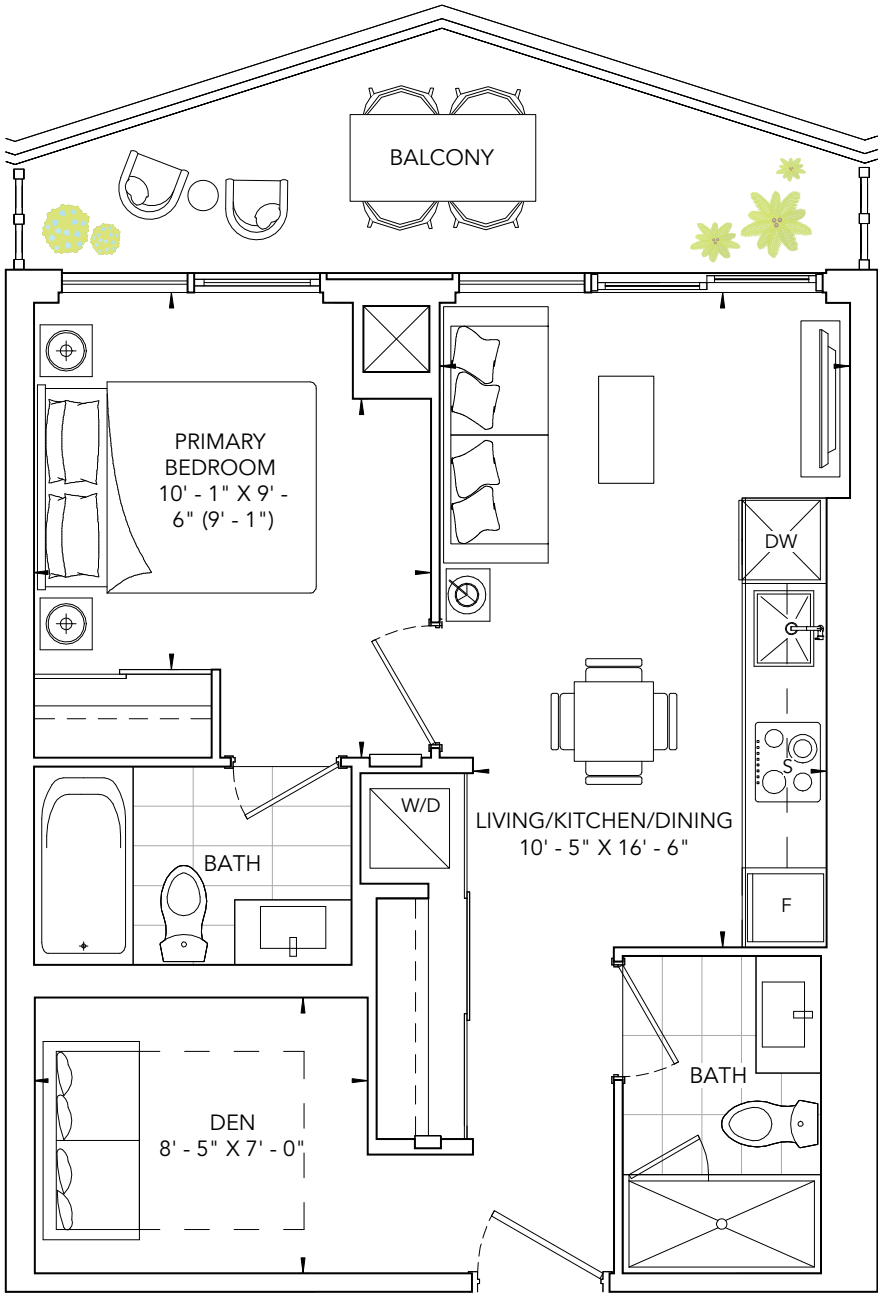 BALCONY
PRIMARY
BEDROOM
10' - 1" X 9' -
6" (9' - 1")
DW
S
W/D
LIVING/KITCHEN/DINING
10' - 5" X 16' - 6"
BATH
F
BATH
DEN
8' - 5" X 7' - 0"